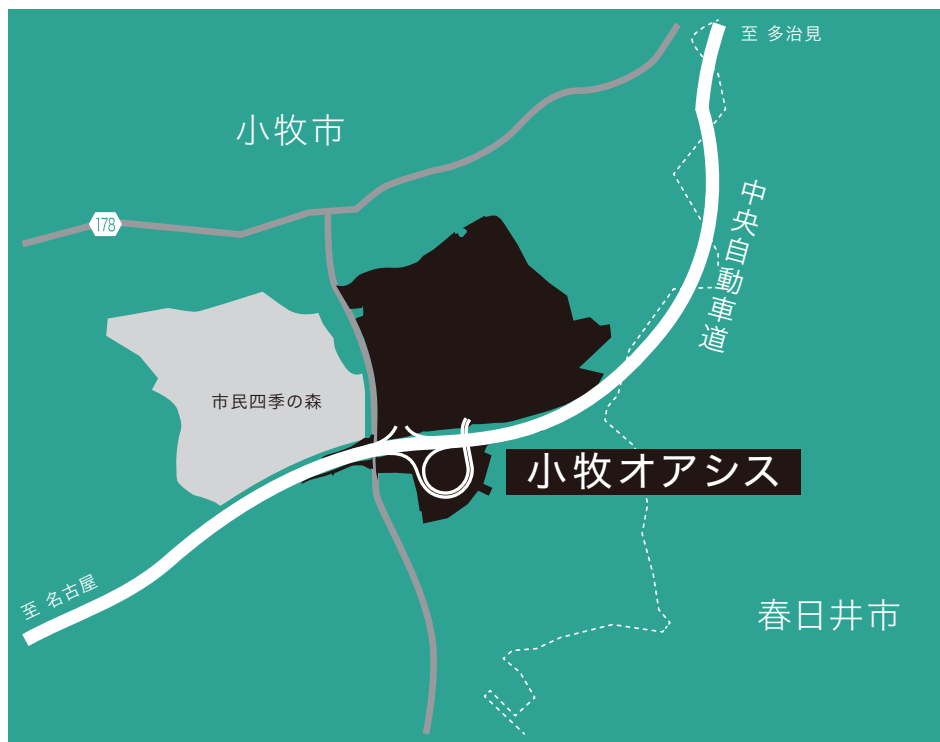 至 多治見
小牧市
中央自動車道
178
市民四季の森
小牧オアシス
至 名古屋
春日井市